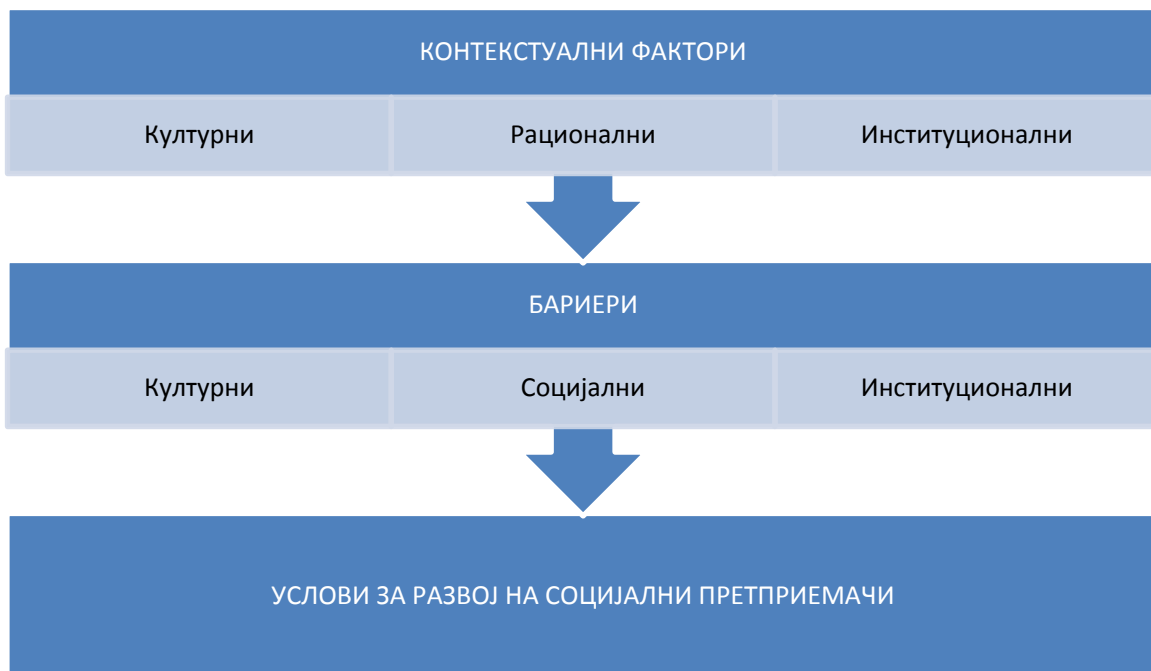 КОНТЕКСТУАЛНИ ФАКТОРИ
Културни Рационални Институционални
БАРИЕРИ
Културни Социјални Институционални
УСЛОВИ ЗА РАЗВОЈ НА СОЦИЈАЛНИ ПРЕТПРИЕМАЧИ